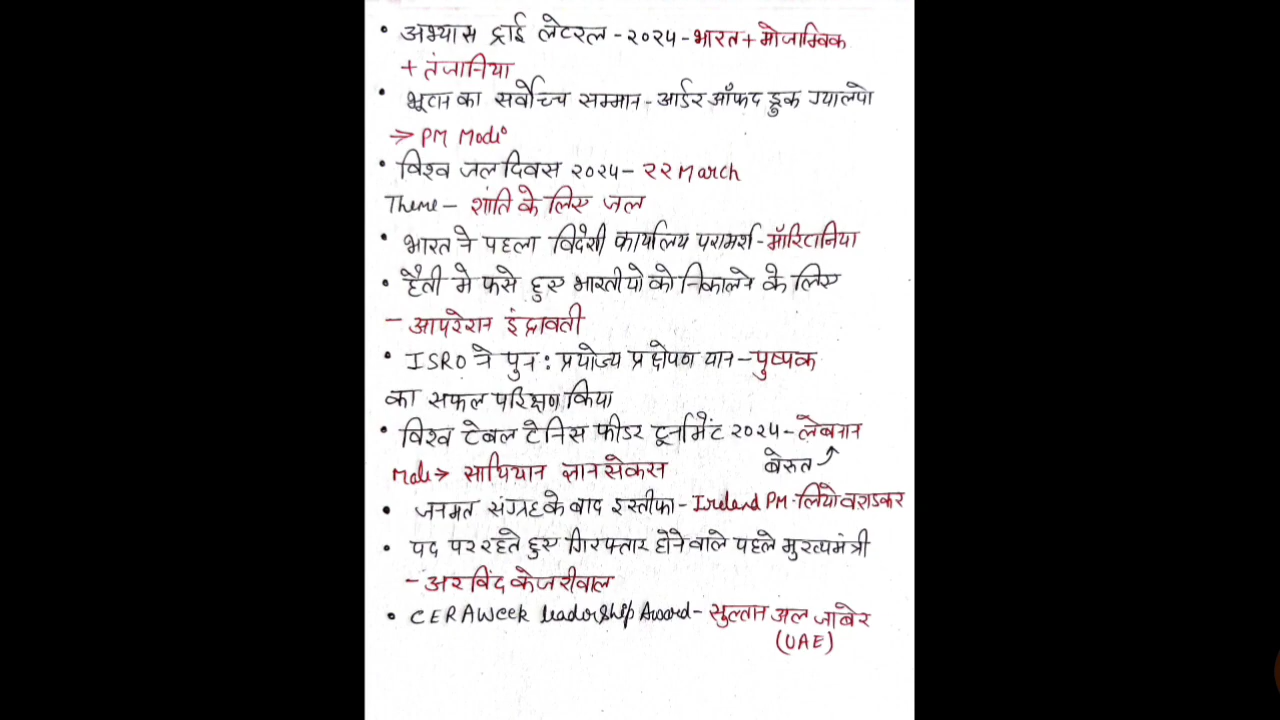 • अभ्यास ट्राई लेटरल - २०२४ - भारत + मोजाम्बिक
+ तंजानिया
• भूटान का सर्वोच्च सम्मान - आर्डर ऑफ द ड्रुक ग्यालपो
→ PM Modi
• विश्व जल दिवस २०२४ - २२ March
Theme - शांति के लिए जल
• भारत ने पहला विदेशी कार्यालय परामर्श - मॉरिटानिया
• हैती मे फसे हुए भारतीयो को निकालने के लिए
- आपरेशन इंद्रावती
• ISRO ने पुन: प्रयोज्य प्रक्षेपण यान - पुष्पक
का सफल परिक्षण किया
• विश्व टेबल टेनिस फीडर टूर्नामेंट २०२४ - लेबनान
बेरुत ↗
Male → साथियान ज्ञानसेकरन
• जनमत संग्रह के बाद इस्तीफा - Ireland PM - लियो वराडकर
• पद पर रहते हुए गिरफ्तार होने वाले पहले मुख्यमंत्री
- अरविंद केजरीवाल
• CERAWeek leadership Award - सुल्तान अल जाबेर
(UAE)